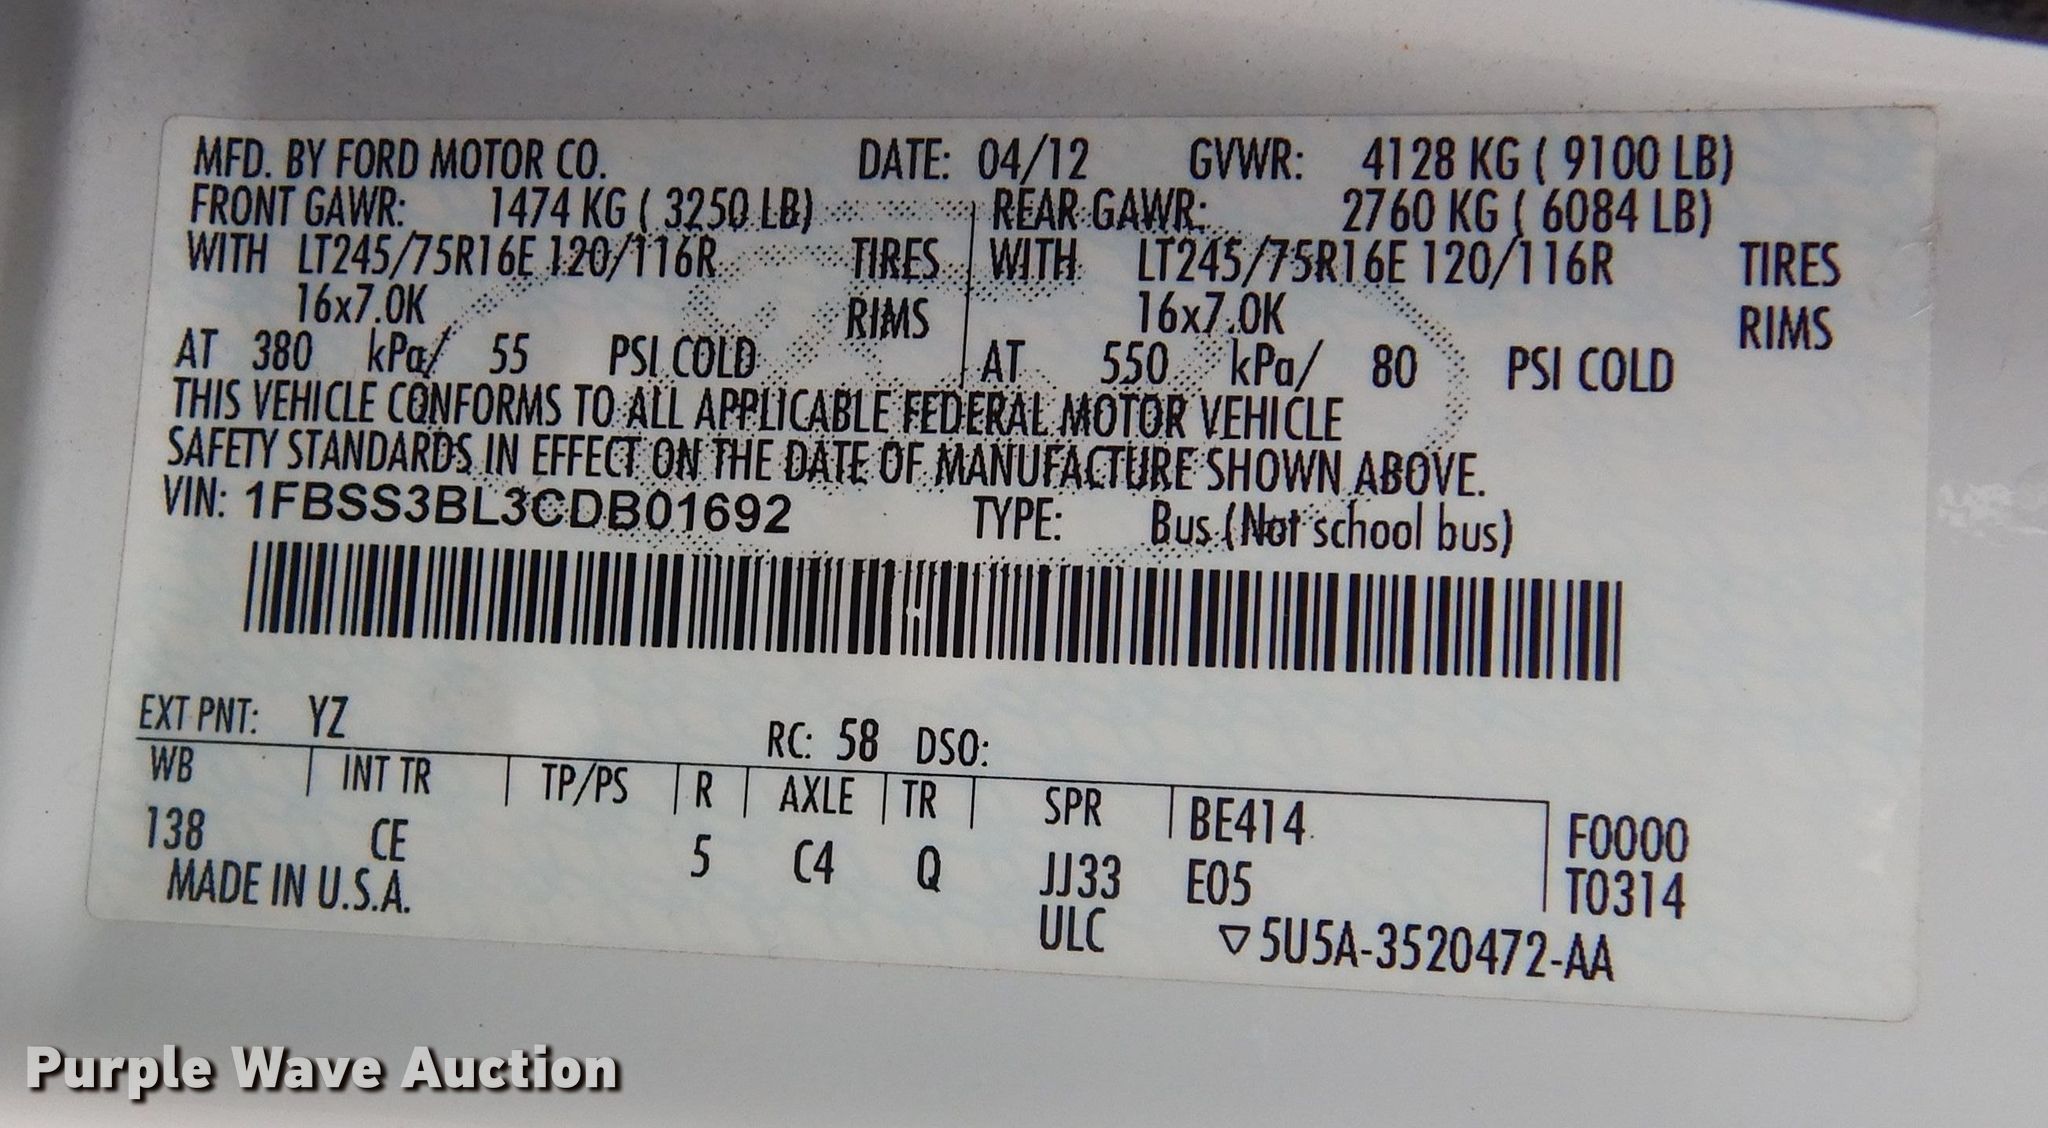 MFD. BY FORD MOTOR CO. DATE: 04/12 GVWR: 4128 KG ( 9100 LB)
FRONT GAWR: 1474 KG ( 3250 LB) REAR GAWR: 2760 KG ( 6084 LB)
WITH LT245/75R16E 120/116R TIRES WITH LT245/75R16E 120/116R TIRES
16x7.0K RIMS 16x7.0K RIMS
AT 380 kPa/ 55 PSI COLD AT 550 kPa/ 80 PSI COLD
THIS VEHICLE CONFORMS TO ALL APPLICABLE FEDERAL MOTOR VEHICLE
SAFETY STANDARDS IN EFFECT ON THE DATE OF MANUFACTURE SHOWN ABOVE.
VIN: 1FBSS3BL3CDB01692 TYPE: Bus (Not school bus)
EXT PNT: YZ RC: 58 DSO:
WB INT TR TP/PS R AXLE TR SPR BE414 F0000
138 CE 5 C4 Q JJ33 E05 T0314
MADE IN U.S.A. ULC ▽5U5A-3520472-AA
Purple Wave Auction